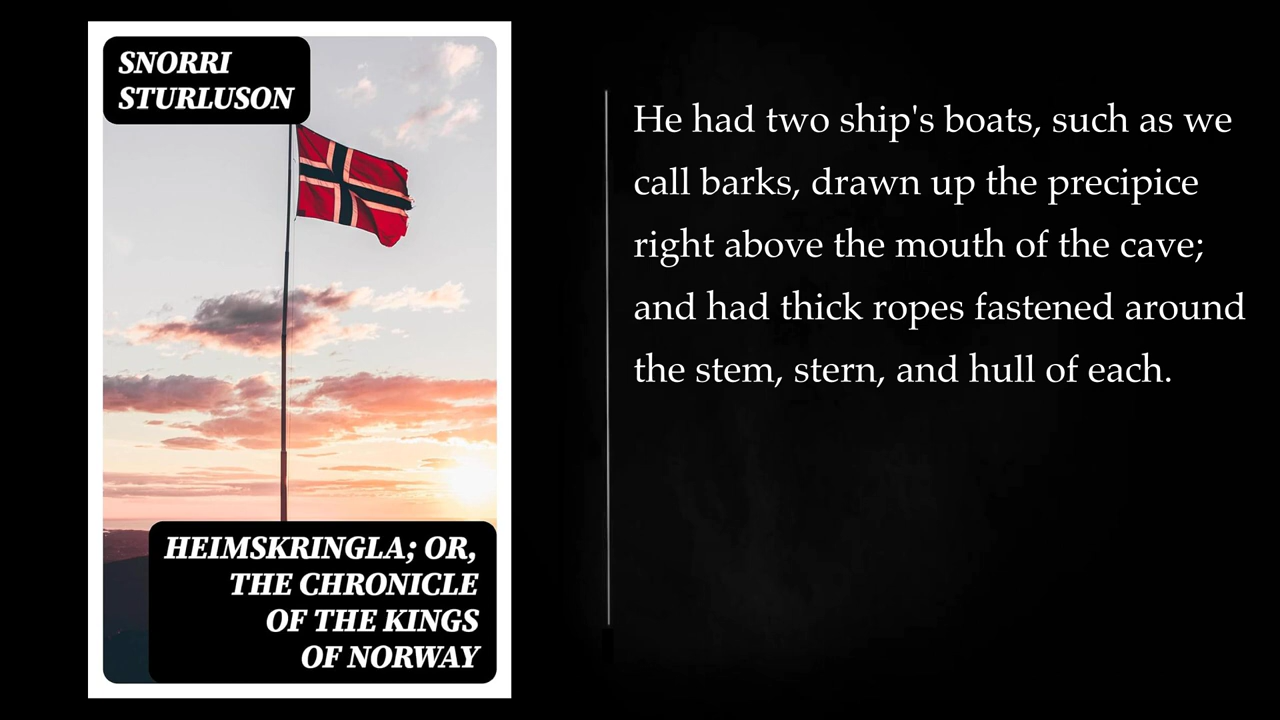 SNORRI
STURLUSON
HEIMSKRINGLA; OR,
THE CHRONICLE
OF THE KINGS
OF NORWAY
He had two ship's boats, such as we
call barks, drawn up the precipice
right above the mouth of the cave;
and had thick ropes fastened around
the stem, stern, and hull of each.